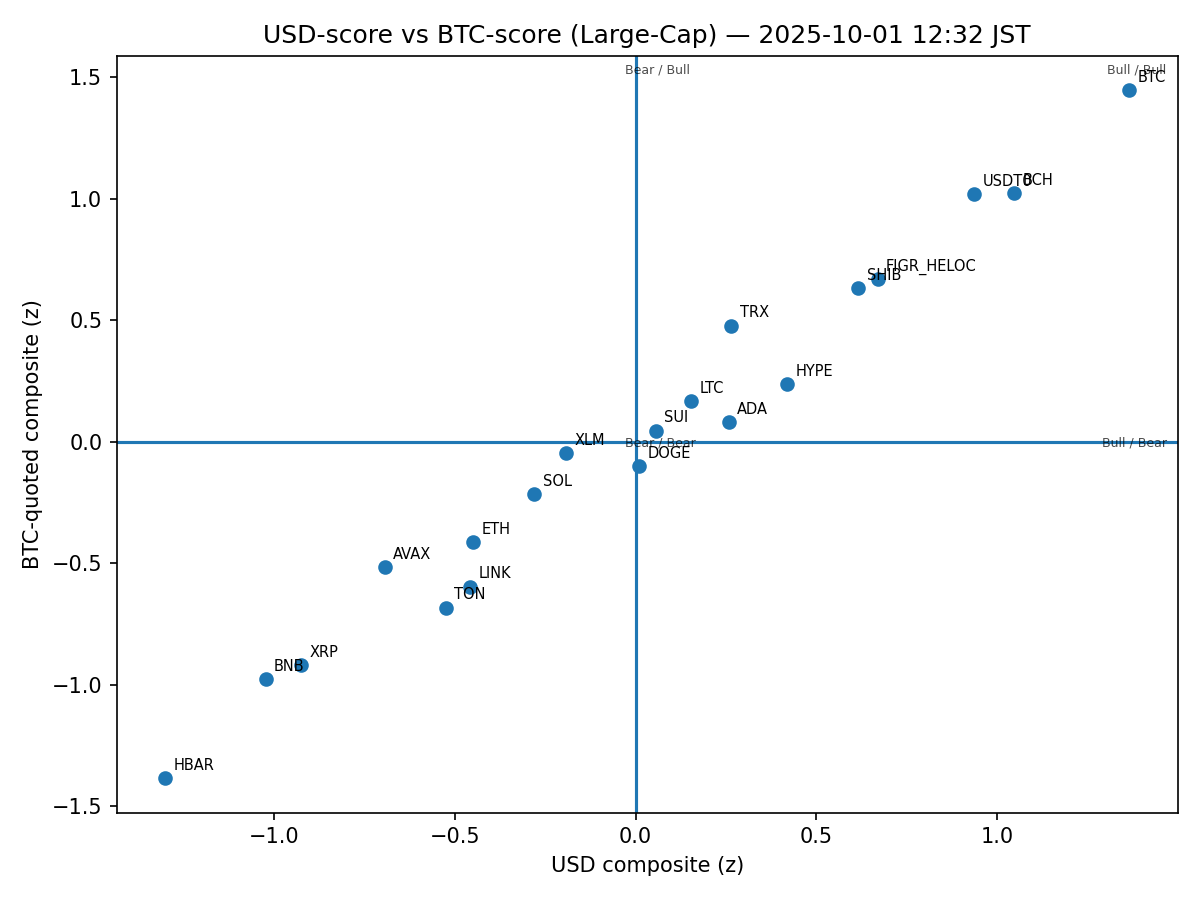 USD-score vs BTC-score (Large-Cap) — 2025-10-01 12:32 JST
Bear / Bull
Bull / Bull
BTC
USDT0
BCH
FIGR_HELOC
SHIB
TRX
HYPE
LTC
ADA
SUI
XLM
Bear / Bear
Bull / Bear
DOGE
SOL
ETH
AVAX
LINK
TON
XRP
BNB
HBAR
1.5
1.0
0.5
0.0
−0.5
−1.0
−1.5
BTC-quoted composite (z)
−1.0
−0.5
0.0
0.5
1.0
USD composite (z)